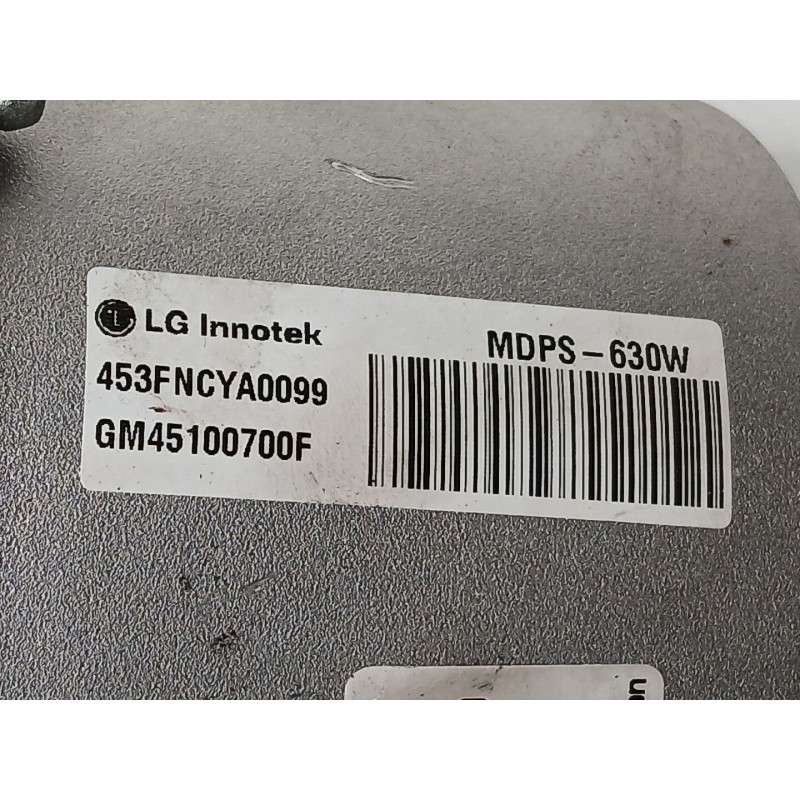 LG Innotek
MDPS-630W
453FNCYA0099
GM45100700F